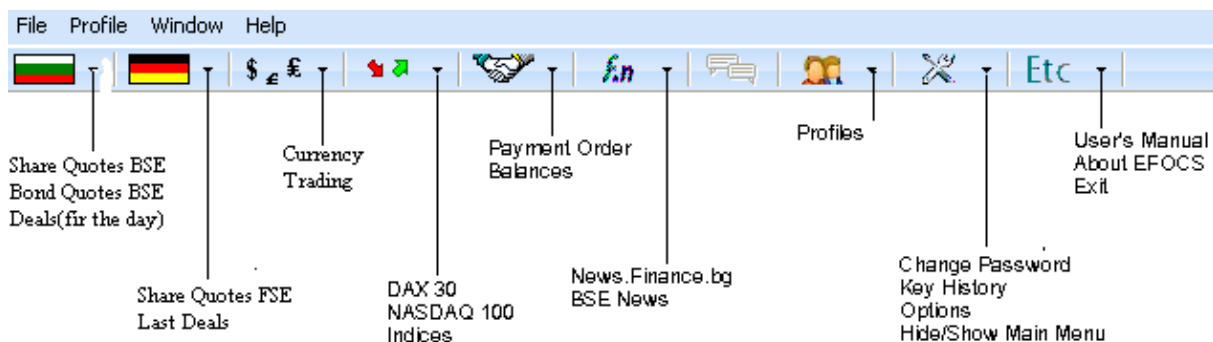 File Profile Window Help
$ £ € f.n Etc
Share Quotes BSE
Bond Quotes BSE
Deals(fir the day)
Share Quotes FSE
Last Deals
Currency
Trading
DAX 30
NASDAQ 100
Indices
Payment Order
Balances
News.Finance.bg
BSE News
Profiles
Change Password
Key History
Options
Hide/Show Main Menu
User's Manual
About EFOCS
Exit